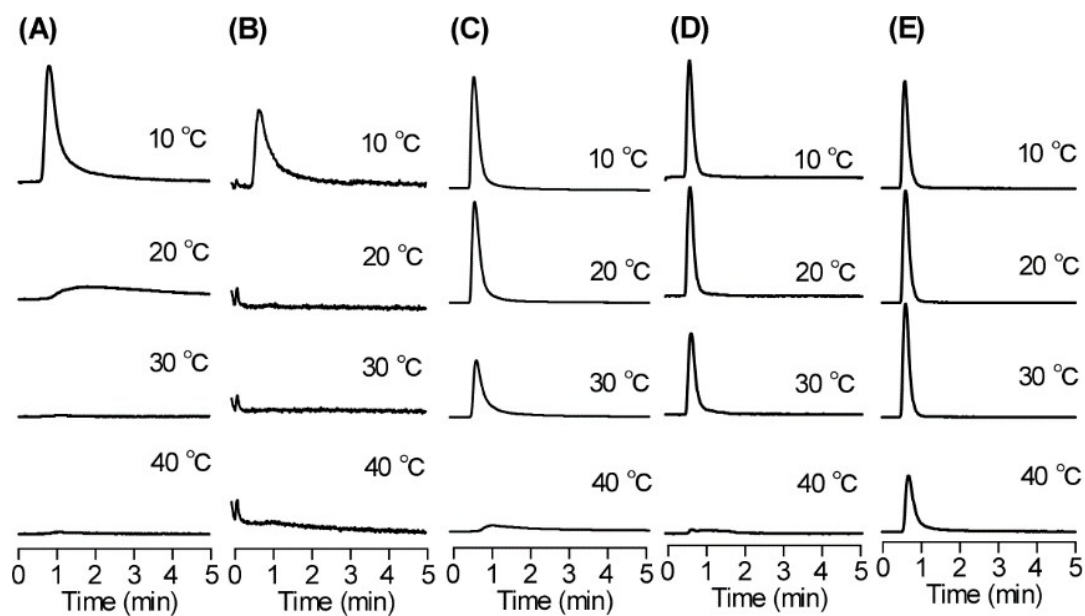 (A) (B) (C) (D) (E)
10 °C 10 °C 10 °C 10 °C 10 °C
20 °C 20 °C 20 °C 20 °C 20 °C
30 °C 30 °C 30 °C 30 °C 30 °C
40 °C 40 °C 40 °C 40 °C 40 °C
0 1 2 3 4 5 0 1 2 3 4 5 0 1 2 3 4 5 0 1 2 3 4 5 0 1 2 3 4 5
Time (min) Time (min) Time (min) Time (min) Time (min)